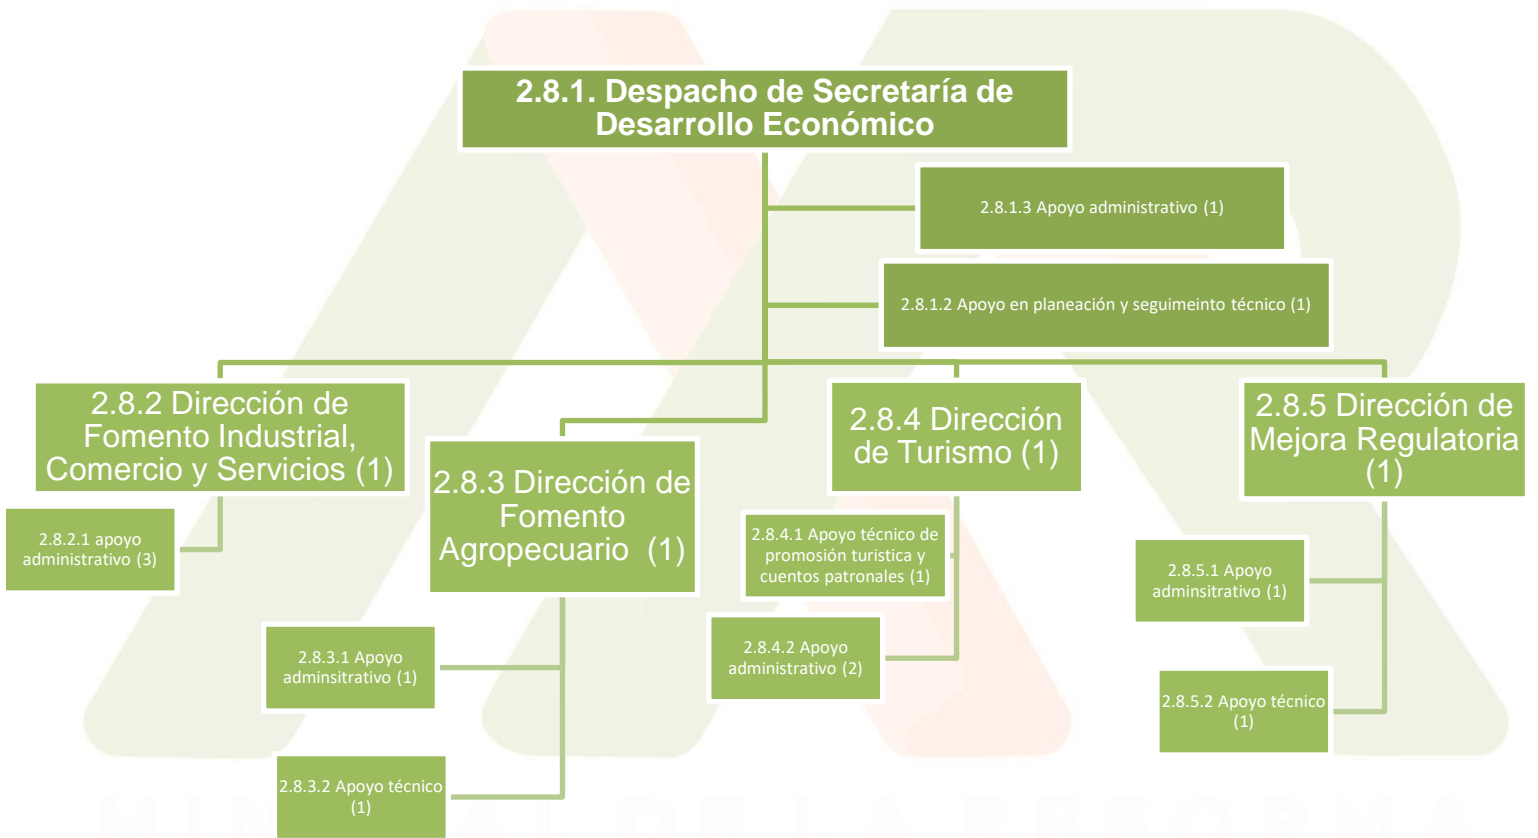 2.8.1. Despacho de Secretaría de
Desarrollo Económico
2.8.1.3 Apoyo administrativo (1)
2.8.1.2 Apoyo en planeación y seguimeinto técnico (1)
2.8.2 Dirección de
Fomento Industrial,
Comercio y Servicios (1)
2.8.2.1 apoyo
administrativo (3)
2.8.3 Dirección de
Fomento
Agropecuario (1)
2.8.3.1 Apoyo
adminsitrativo (1)
2.8.3.2 Apoyo técnico
(1)
2.8.4 Dirección
de Turismo (1)
2.8.4.1 Apoyo técnico de
promosión turistica y
cuentos patronales (1)
2.8.4.2 Apoyo
administrativo (2)
2.8.5 Dirección de
Mejora Regulatoria
(1)
2.8.5.1 Apoyo
adminsitrativo (1)
2.8.5.2 Apoyo técnico
(1)
MINERAL DE LA REFORMA